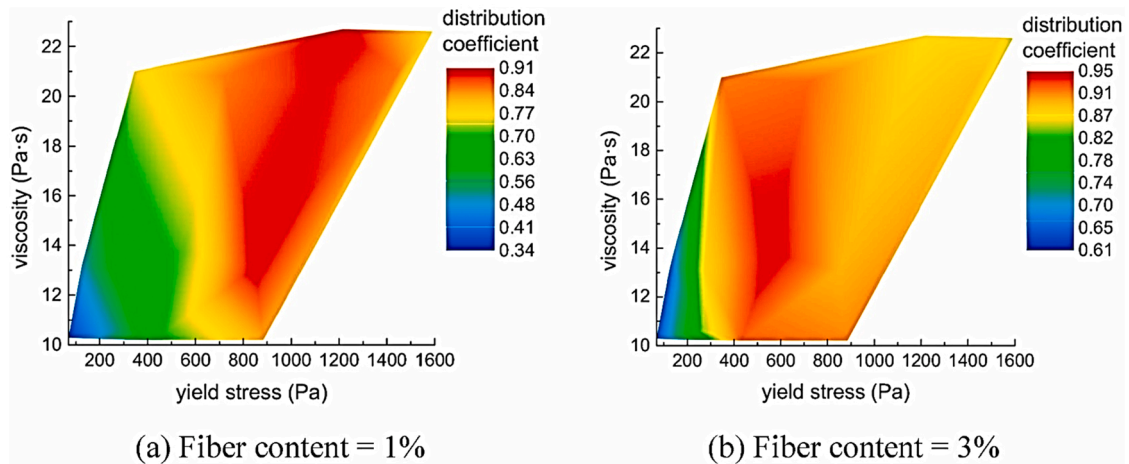 distribution
coefficient
22
20
18
16
14
12
10
viscosity (Pa·s)
200 400 600 800 1000 1200 1400 1600
yield stress (Pa)
0.91
0.84
0.77
0.70
0.63
0.56
0.48
0.41
0.34
(a) Fiber content = 1%
distribution
coefficient
22
20
18
16
14
12
10
viscosity (Pa·s)
200 400 600 800 1000 1200 1400 1600
yield stress (Pa)
0.95
0.91
0.87
0.82
0.78
0.74
0.70
0.65
0.61
(b) Fiber content = 3%